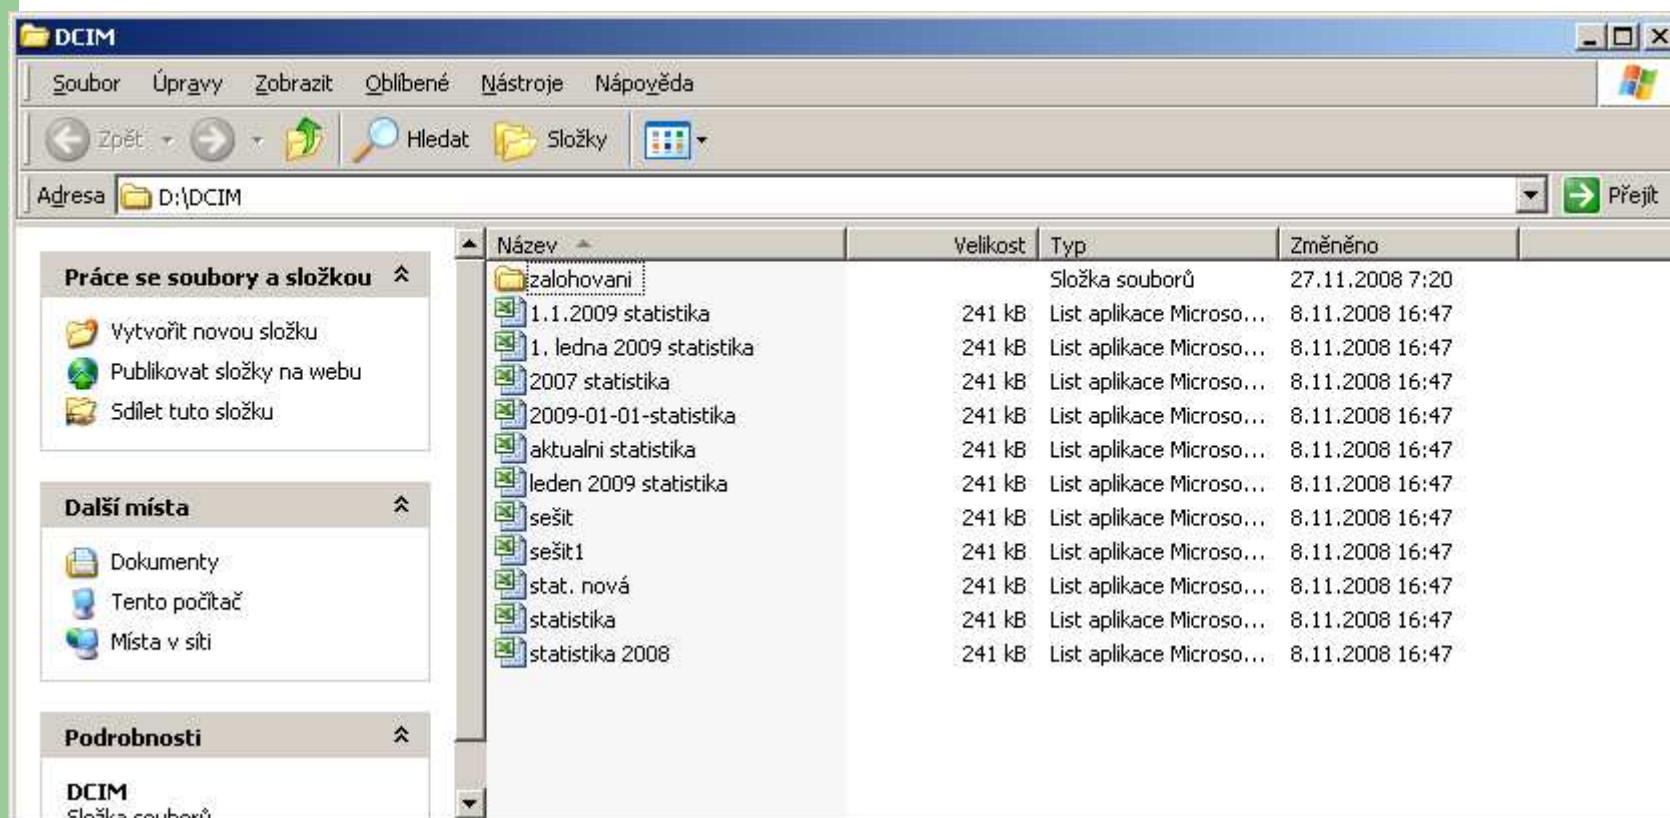 DCIM
Soubor Úpravy Zobrazit Oblíbené Nástroje Nápověda
Zpět Hledat Složky
Adresa D:\DCIM Přejít
Název Velikost Typ Změněno
Práce se soubory a složkou
Vytvořit novou složku
Publikovat složky na webu
Sdílet tuto složku
Další místa
Dokumenty
Tento počítač
Místa v síti
Podrobnosti
DCIM
Složka souborů
zalohovani Složka souborů 27.11.2008 7:20
1.1.2009 statistika 241 kB List aplikace Microso... 8.11.2008 16:47
1. ledna 2009 statistika 241 kB List aplikace Microso... 8.11.2008 16:47
2007 statistika 241 kB List aplikace Microso... 8.11.2008 16:47
2009-01-01-statistika 241 kB List aplikace Microso... 8.11.2008 16:47
aktualni statistika 241 kB List aplikace Microso... 8.11.2008 16:47
leden 2009 statistika 241 kB List aplikace Microso... 8.11.2008 16:47
sešit 241 kB List aplikace Microso... 8.11.2008 16:47
sešit1 241 kB List aplikace Microso... 8.11.2008 16:47
stat. nová 241 kB List aplikace Microso... 8.11.2008 16:47
statistika 241 kB List aplikace Microso... 8.11.2008 16:47
statistika 2008 241 kB List aplikace Microso... 8.11.2008 16:47